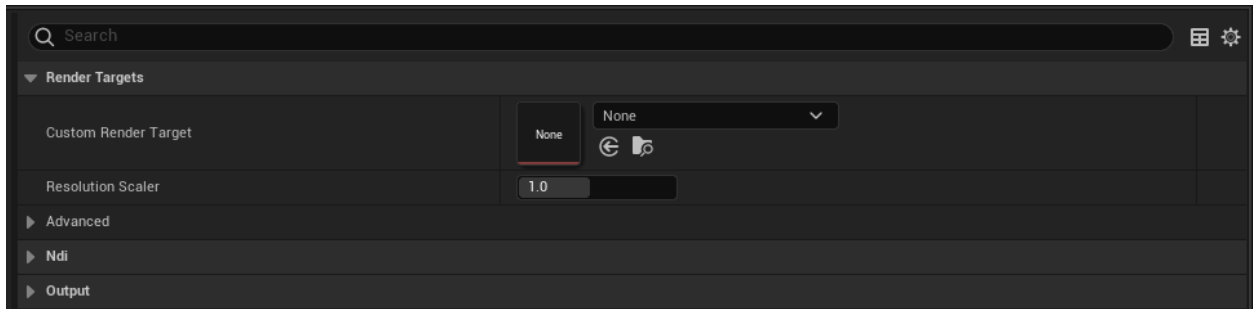 Search
Render Targets
Custom Render Target
None
None
Resolution Scaler
1.0
Advanced
Ndi
Output